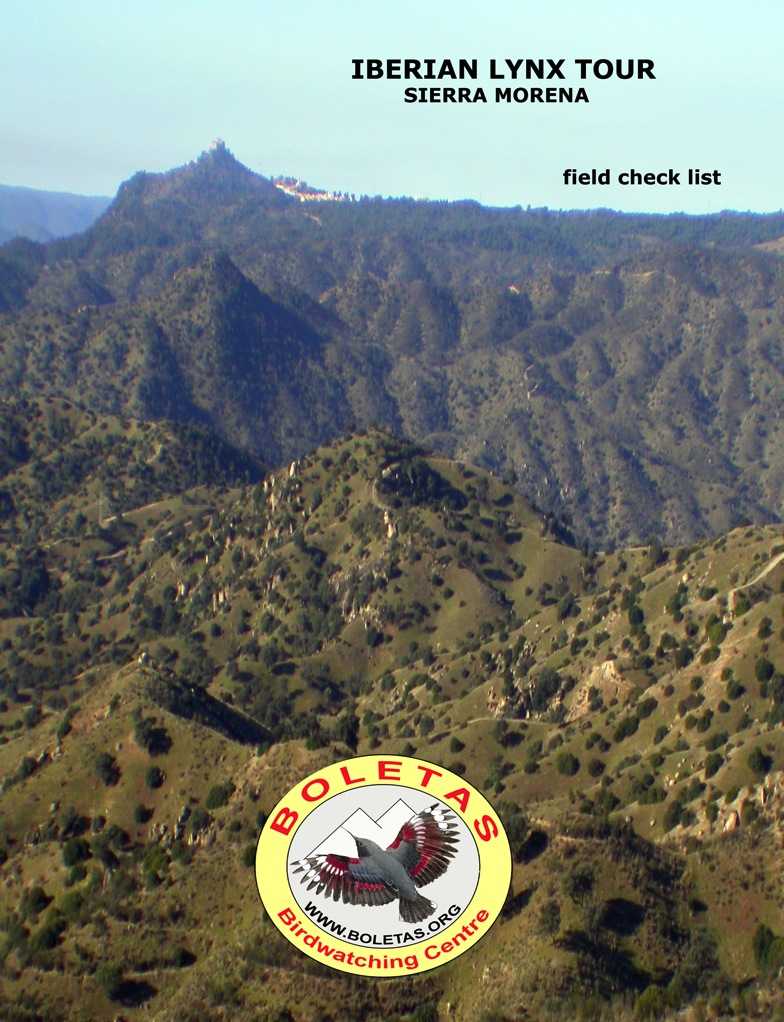 IBERIAN LYNX TOUR
SIERRA MORENA
field check list
BOLETAS
WWW.BOLETAS.ORG
Birdwatching Centre